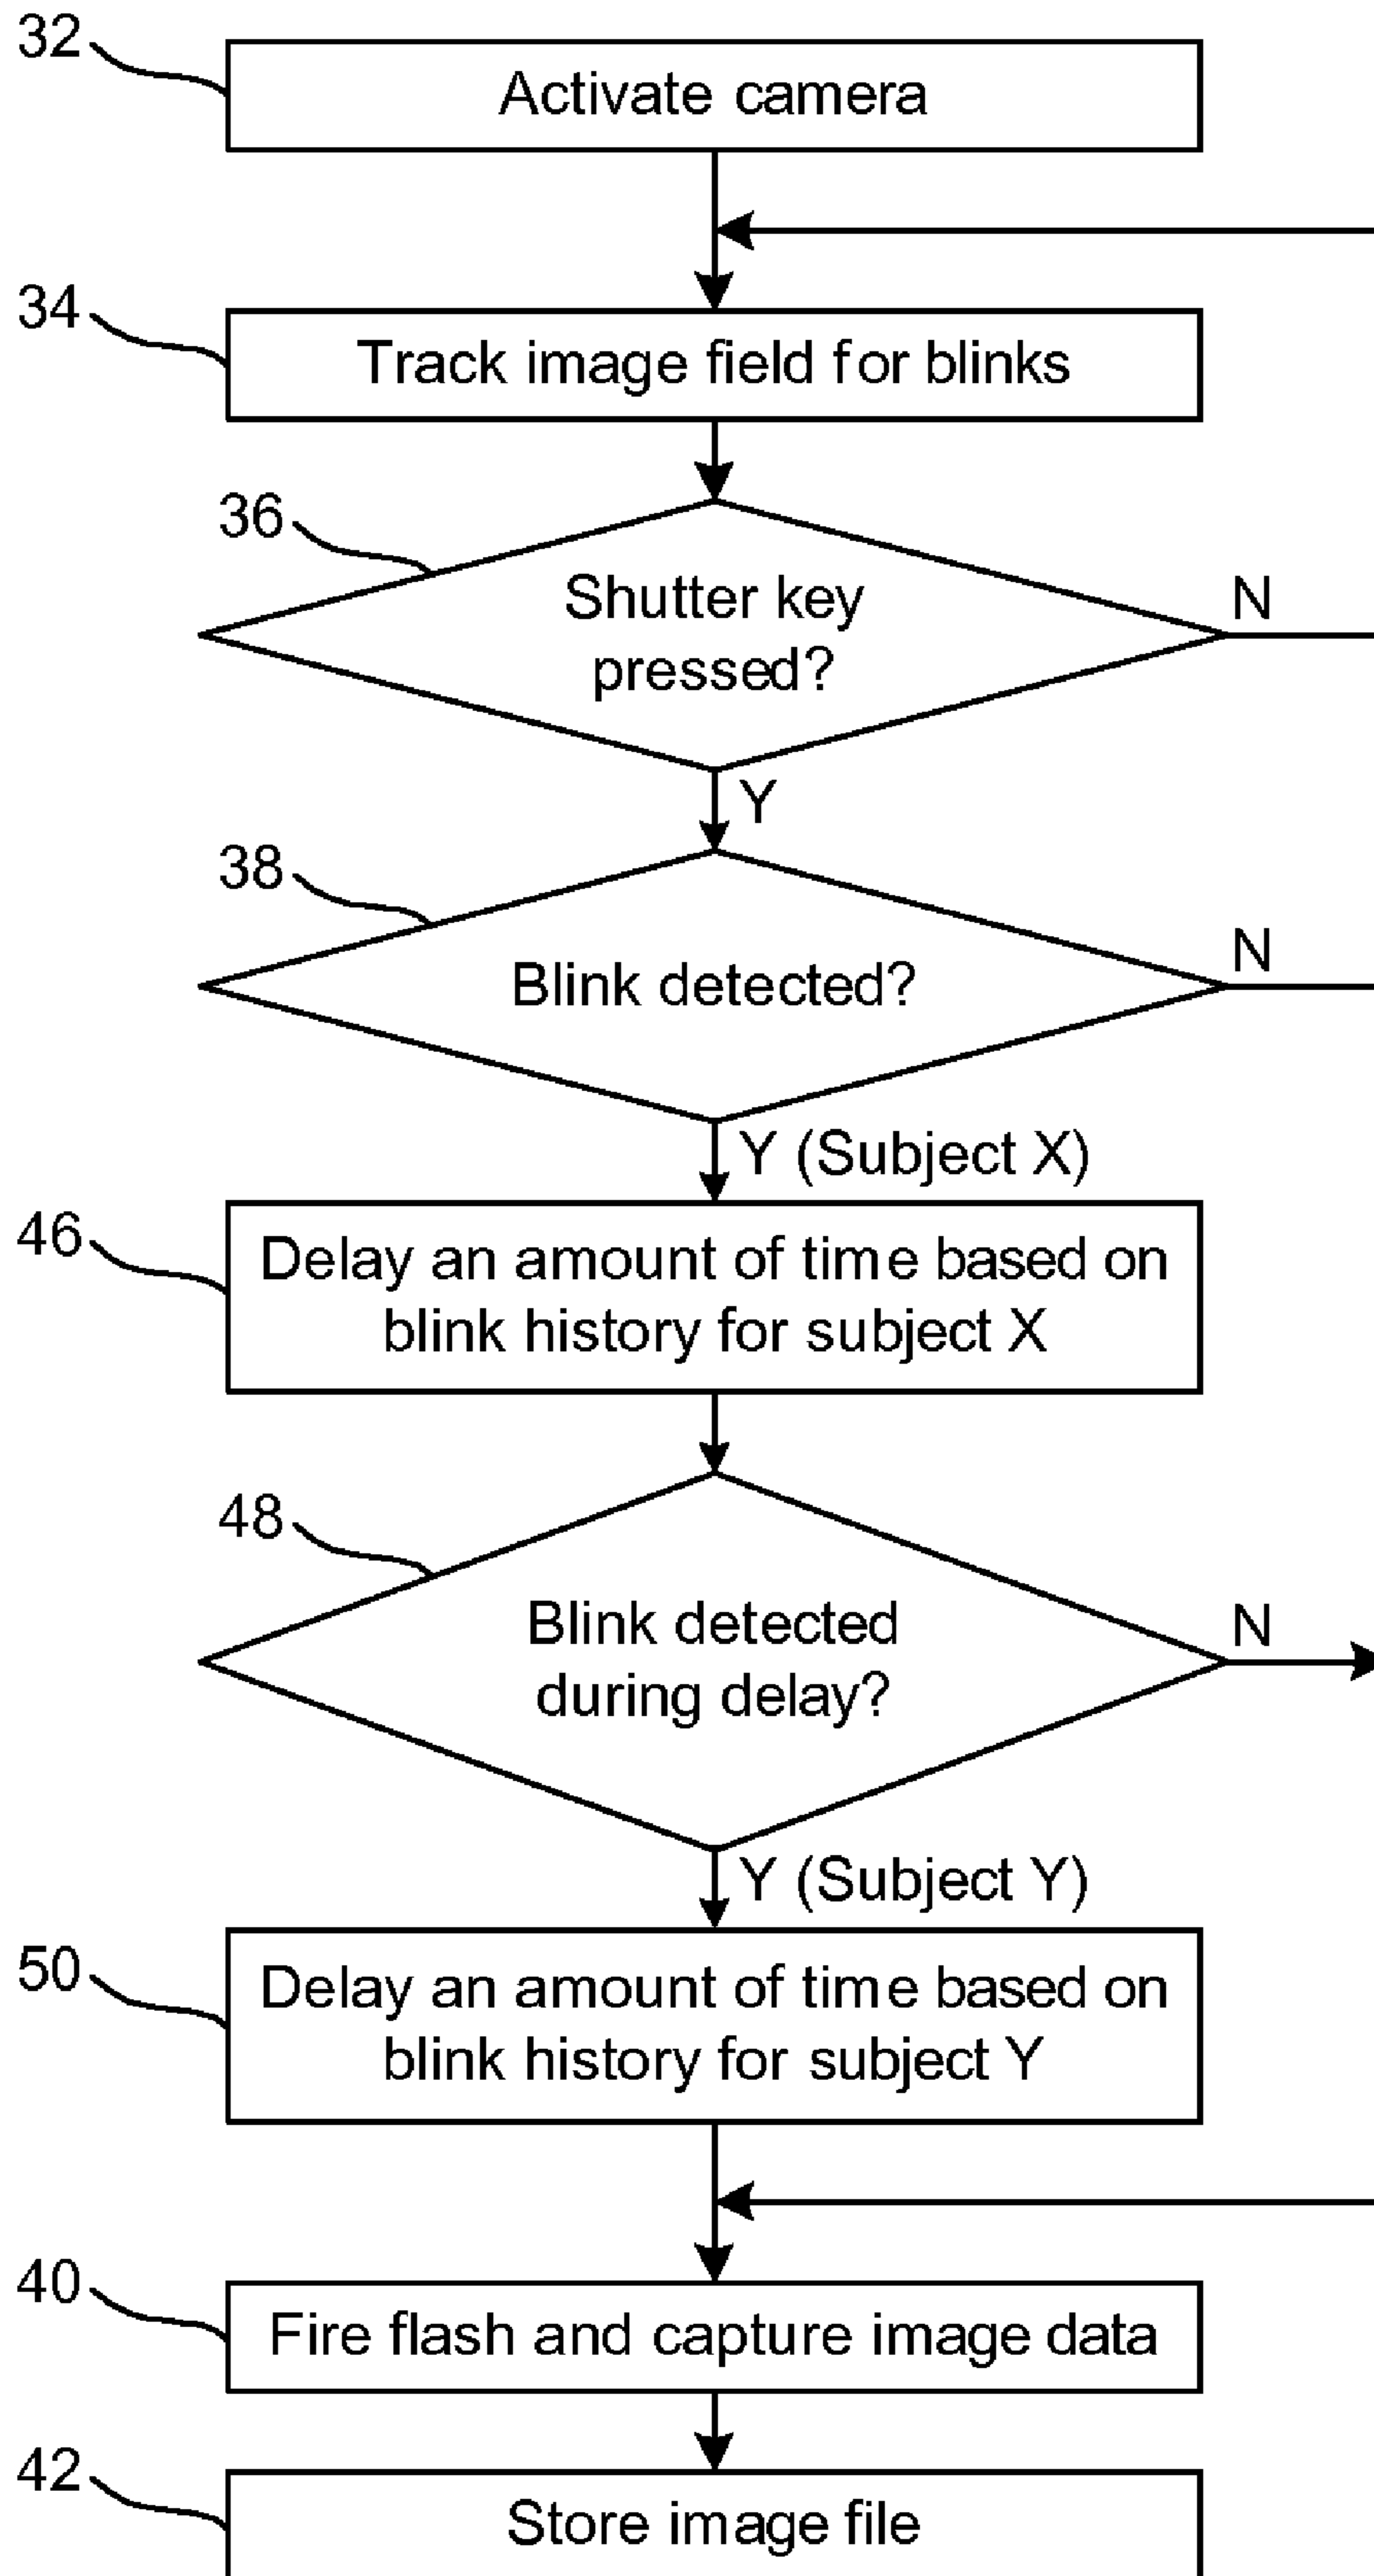 32
Activate camera
34
Track image field for blinks
36
Shutter key
pressed?
N
Y
38
Blink detected?
N
Y (Subject X)
46
Delay an amount of time based on
blink history for subject X
48
Blink detected
during delay?
N
Y (Subject Y)
50
Delay an amount of time based on
blink history for subject Y
40
Fire flash and capture image data
42
Store image file